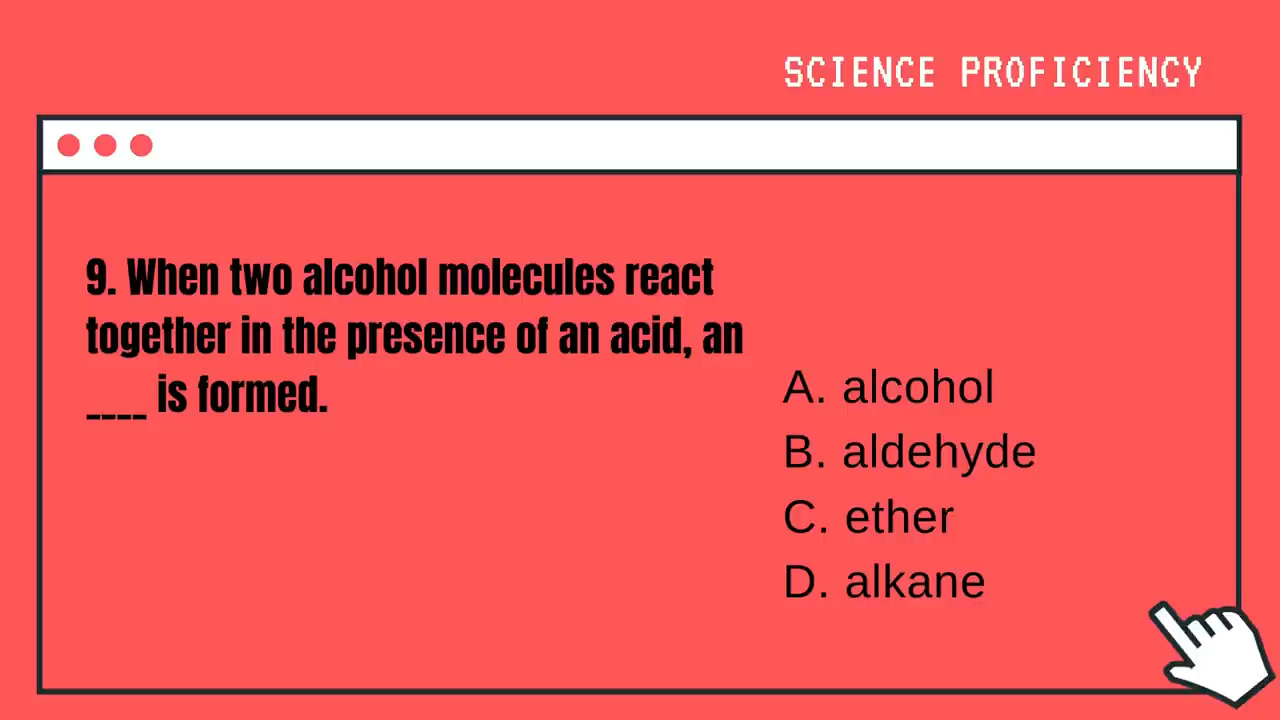 SCIENCE PROFICIENCY
9. When two alcohol molecules react
together in the presence of an acid, an
____ is formed.
A. alcohol
B. aldehyde
C. ether
D. alkane